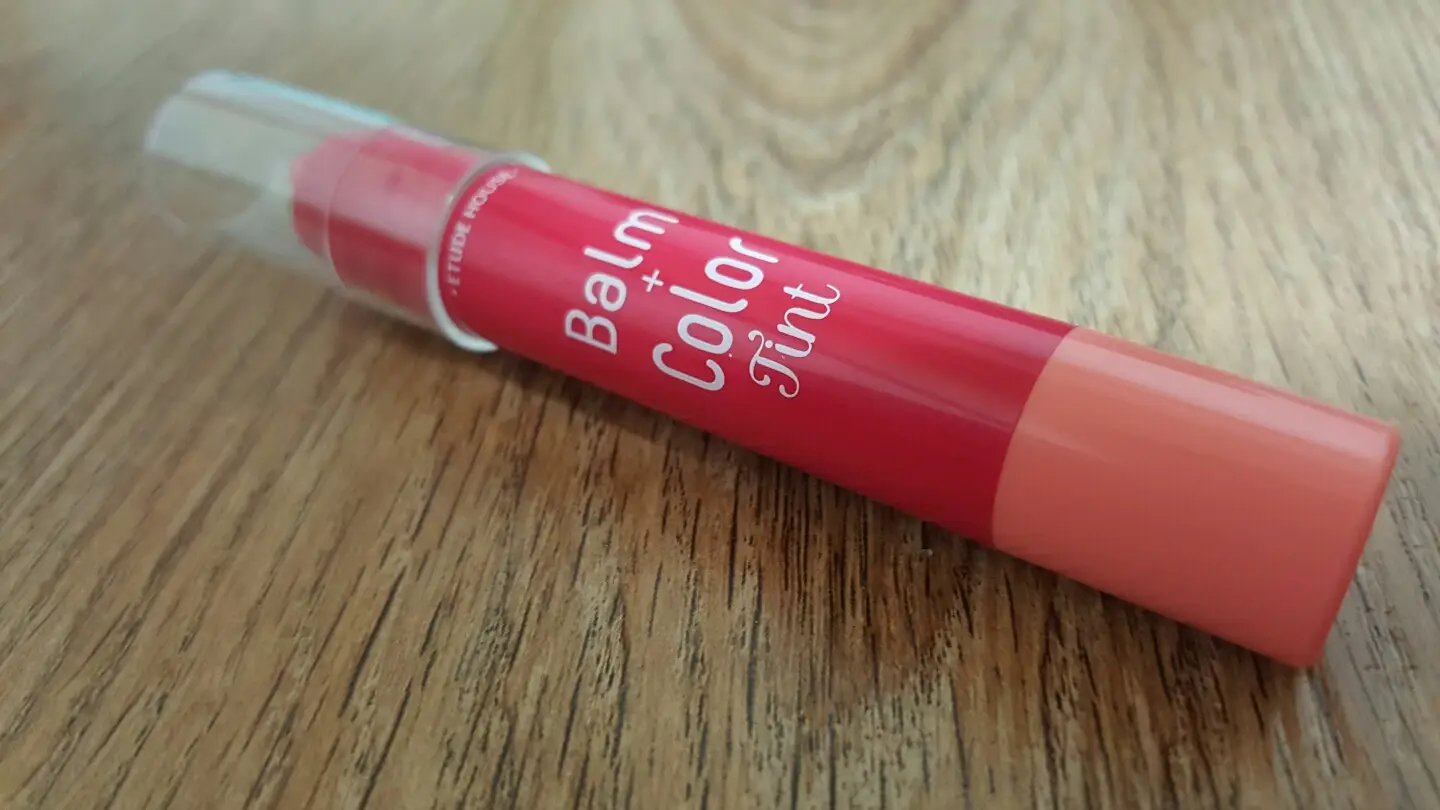 ·ETUDE HOUSE·
Balm
+
Color
Tint